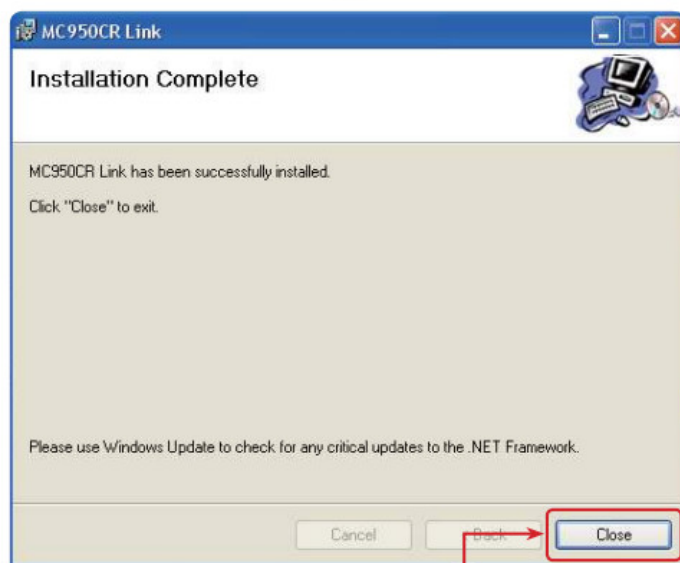 MC950CR Link
Installation Complete
MC950CR Link has been successfully installed.
Click "Close" to exit.
Please use Windows Update to check for any critical updates to the .NET Framework.
Cancel
Back
Close